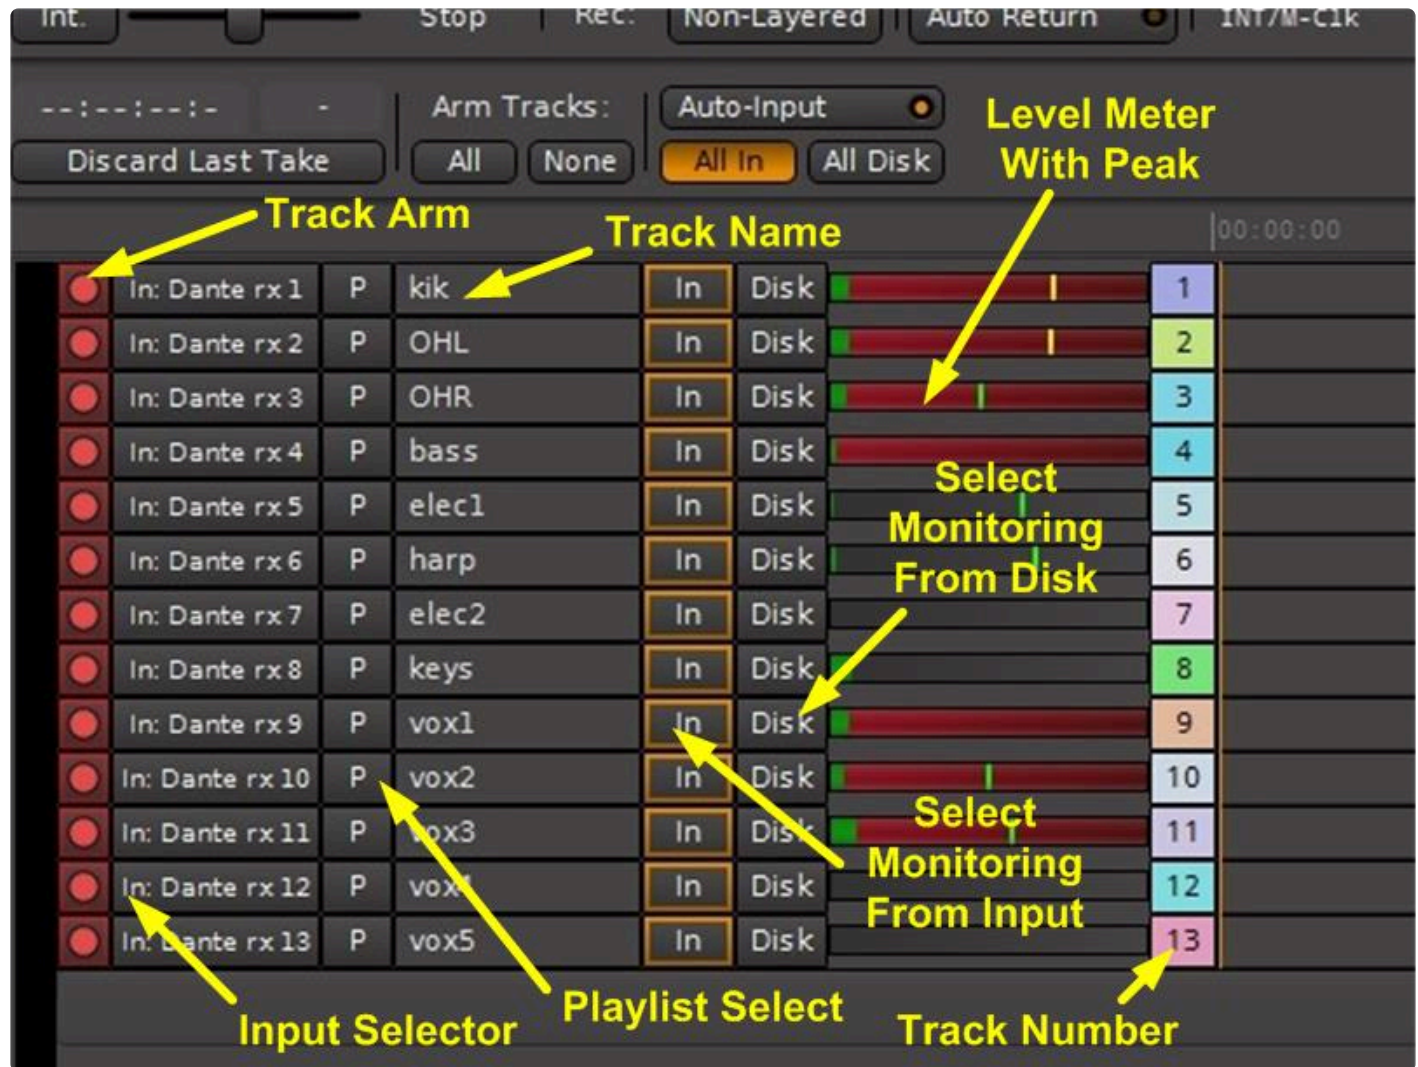 Int. Stop Rec: Non-Layered Auto Return INT/M-Clk
--:--:--:- - Arm Tracks: Auto-Input
Discard Last Take All None All In All Disk
Level Meter
With Peak
Track Arm
Track Name
00:00:00
In: Dante rx 1 P kik In Disk 1
In: Dante rx 2 P OHL In Disk 2
In: Dante rx 3 P OHR In Disk 3
In: Dante rx 4 P bass In Disk 4
In: Dante rx 5 P elec1 In Disk 5
In: Dante rx 6 P harp In Disk 6
In: Dante rx 7 P elec2 In Disk 7
In: Dante rx 8 P keys In Disk 8
In: Dante rx 9 P vox1 In Disk 9
In: Dante rx 10 P vox2 In Disk 10
In: Dante rx 11 P vox3 In Disk 11
In: Dante rx 12 P vox4 In Disk 12
In: Dante rx 13 P vox5 In Disk 13
Select
Monitoring
From Disk
Select
Monitoring
From Input
Input Selector
Playlist Select
Track Number